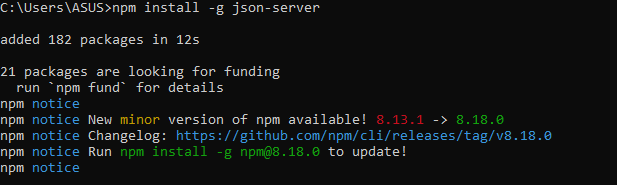 C:\Users\ASUS>npm install -g json-server
added 182 packages in 12s
21 packages are looking for funding
run `npm fund` for details
npm notice
npm notice New minor version of npm available! 8.13.1 -> 8.18.0
npm notice Changelog: https://github.com/npm/cli/releases/tag/v8.18.0
npm notice Run npm install -g npm@8.18.0 to update!
npm notice